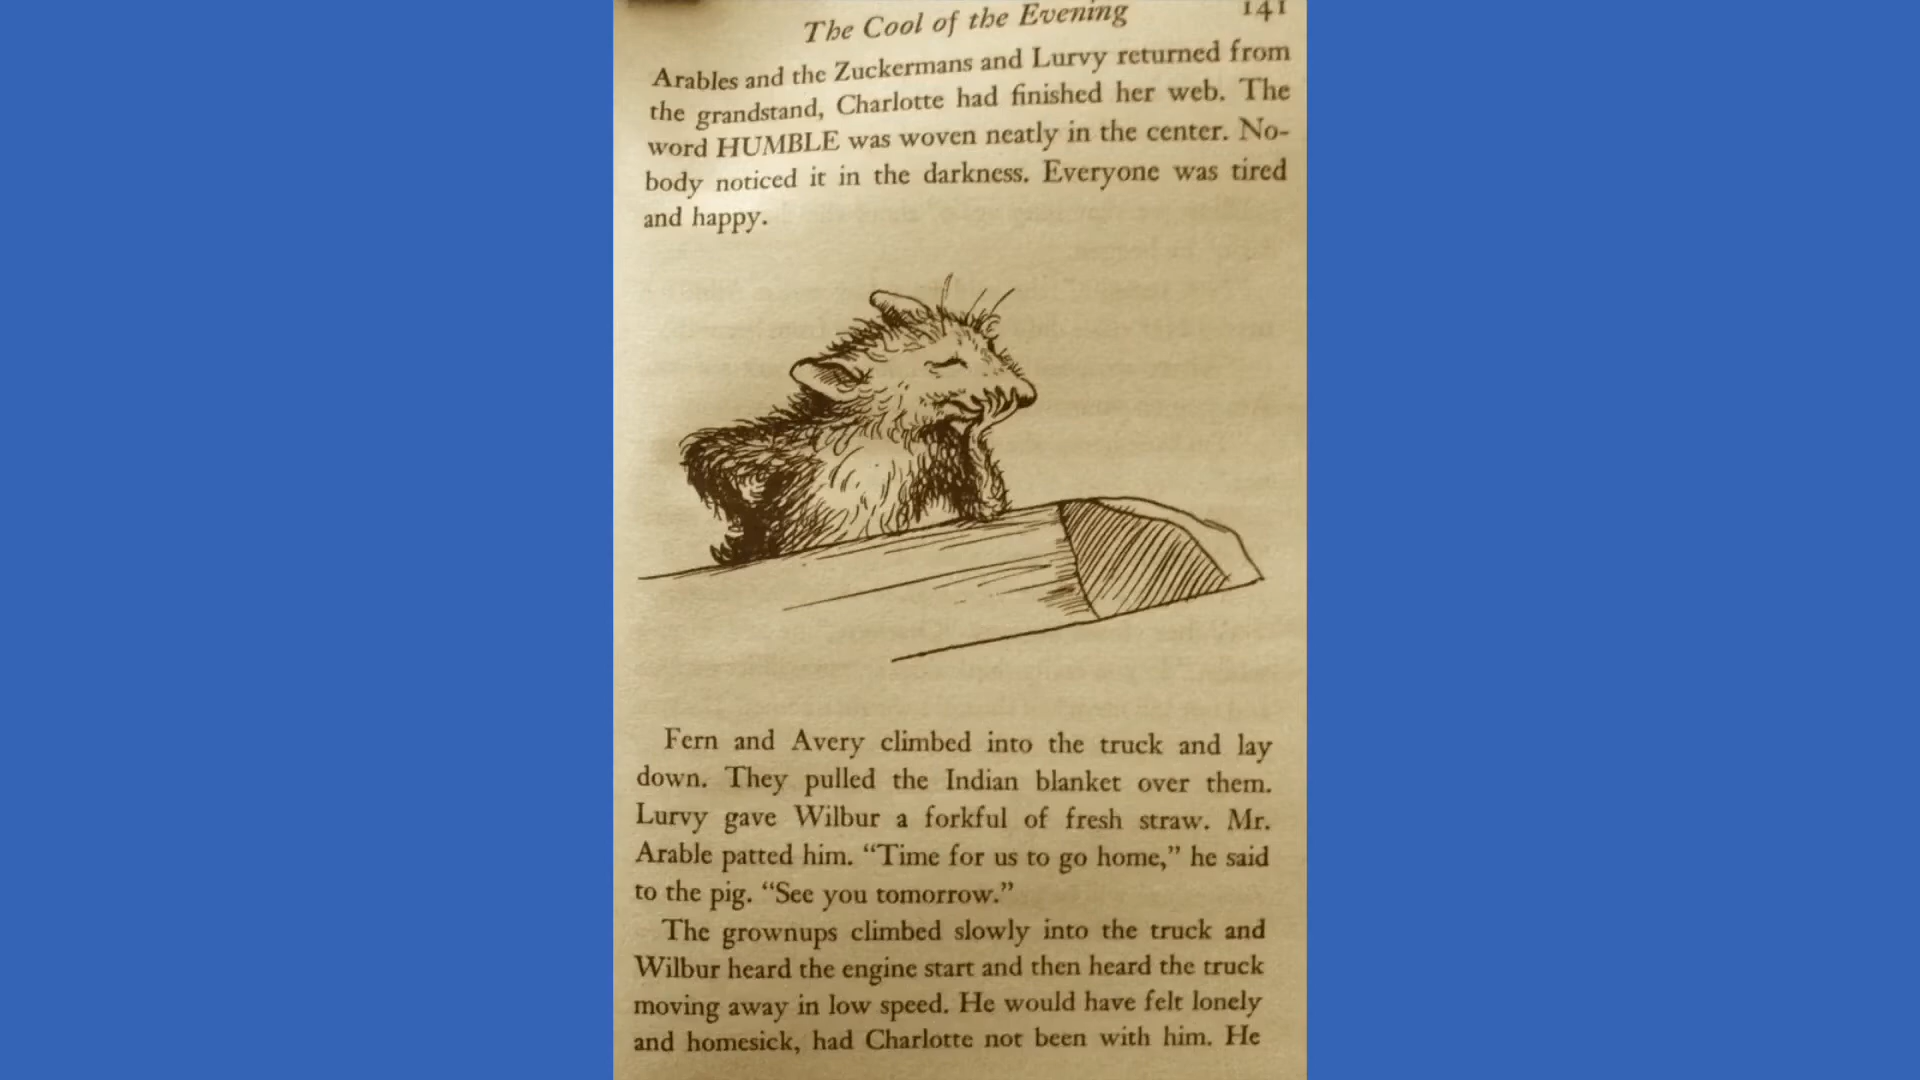 The Cool of the Evening 141
Arables and the Zuckermans and Lurvy returned from
the grandstand, Charlotte had finished her web. The
word HUMBLE was woven neatly in the center. No-
body noticed it in the darkness. Everyone was tired
and happy.
Fern and Avery climbed into the truck and lay
down. They pulled the Indian blanket over them.
Lurvy gave Wilbur a forkful of fresh straw. Mr.
Arable patted him. “Time for us to go home,” he said
to the pig. “See you tomorrow.”
The grownups climbed slowly into the truck and
Wilbur heard the engine start and then heard the truck
moving away in low speed. He would have felt lonely
and homesick, had Charlotte not been with him. He